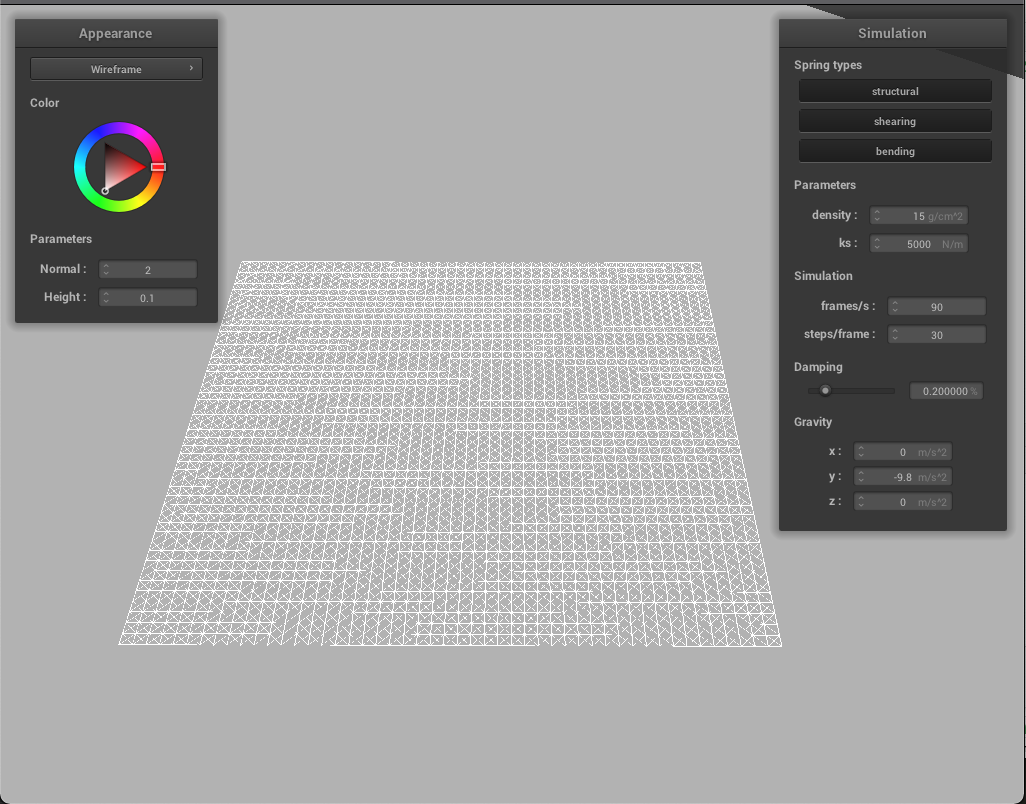 Appearance
Wireframe
Color
Parameters
Normal : 2
Height : 0.1
Simulation
Spring types
structural
shearing
bending
Parameters
density : 15 g/cm^2
ks : 5000 N/m
Simulation
frames/s : 90
steps/frame : 30
Damping
0.200000 %
Gravity
x : 0 m/s^2
y : -9.8 m/s^2
z : 0 m/s^2